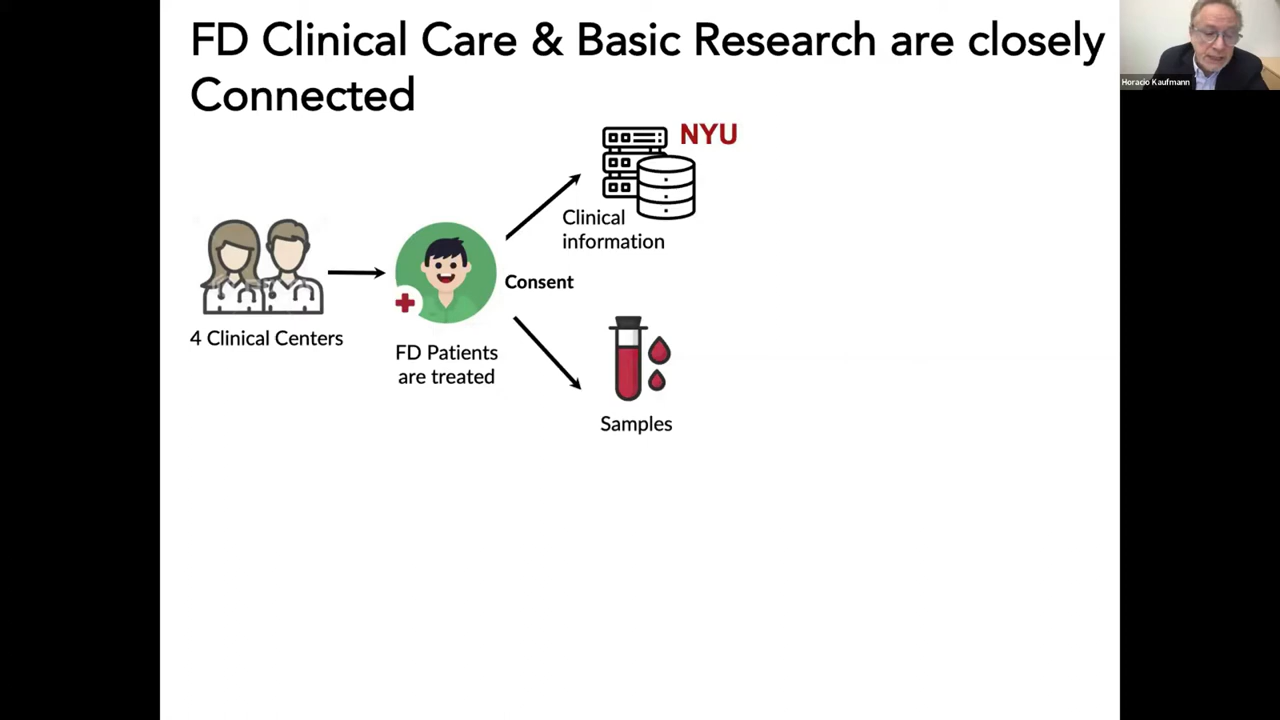 FD Clinical Care & Basic Research are closely
Connected
Horacio Kaufmann
NYU
Clinical
information
Consent
4 Clinical Centers
FD Patients
are treated
Samples